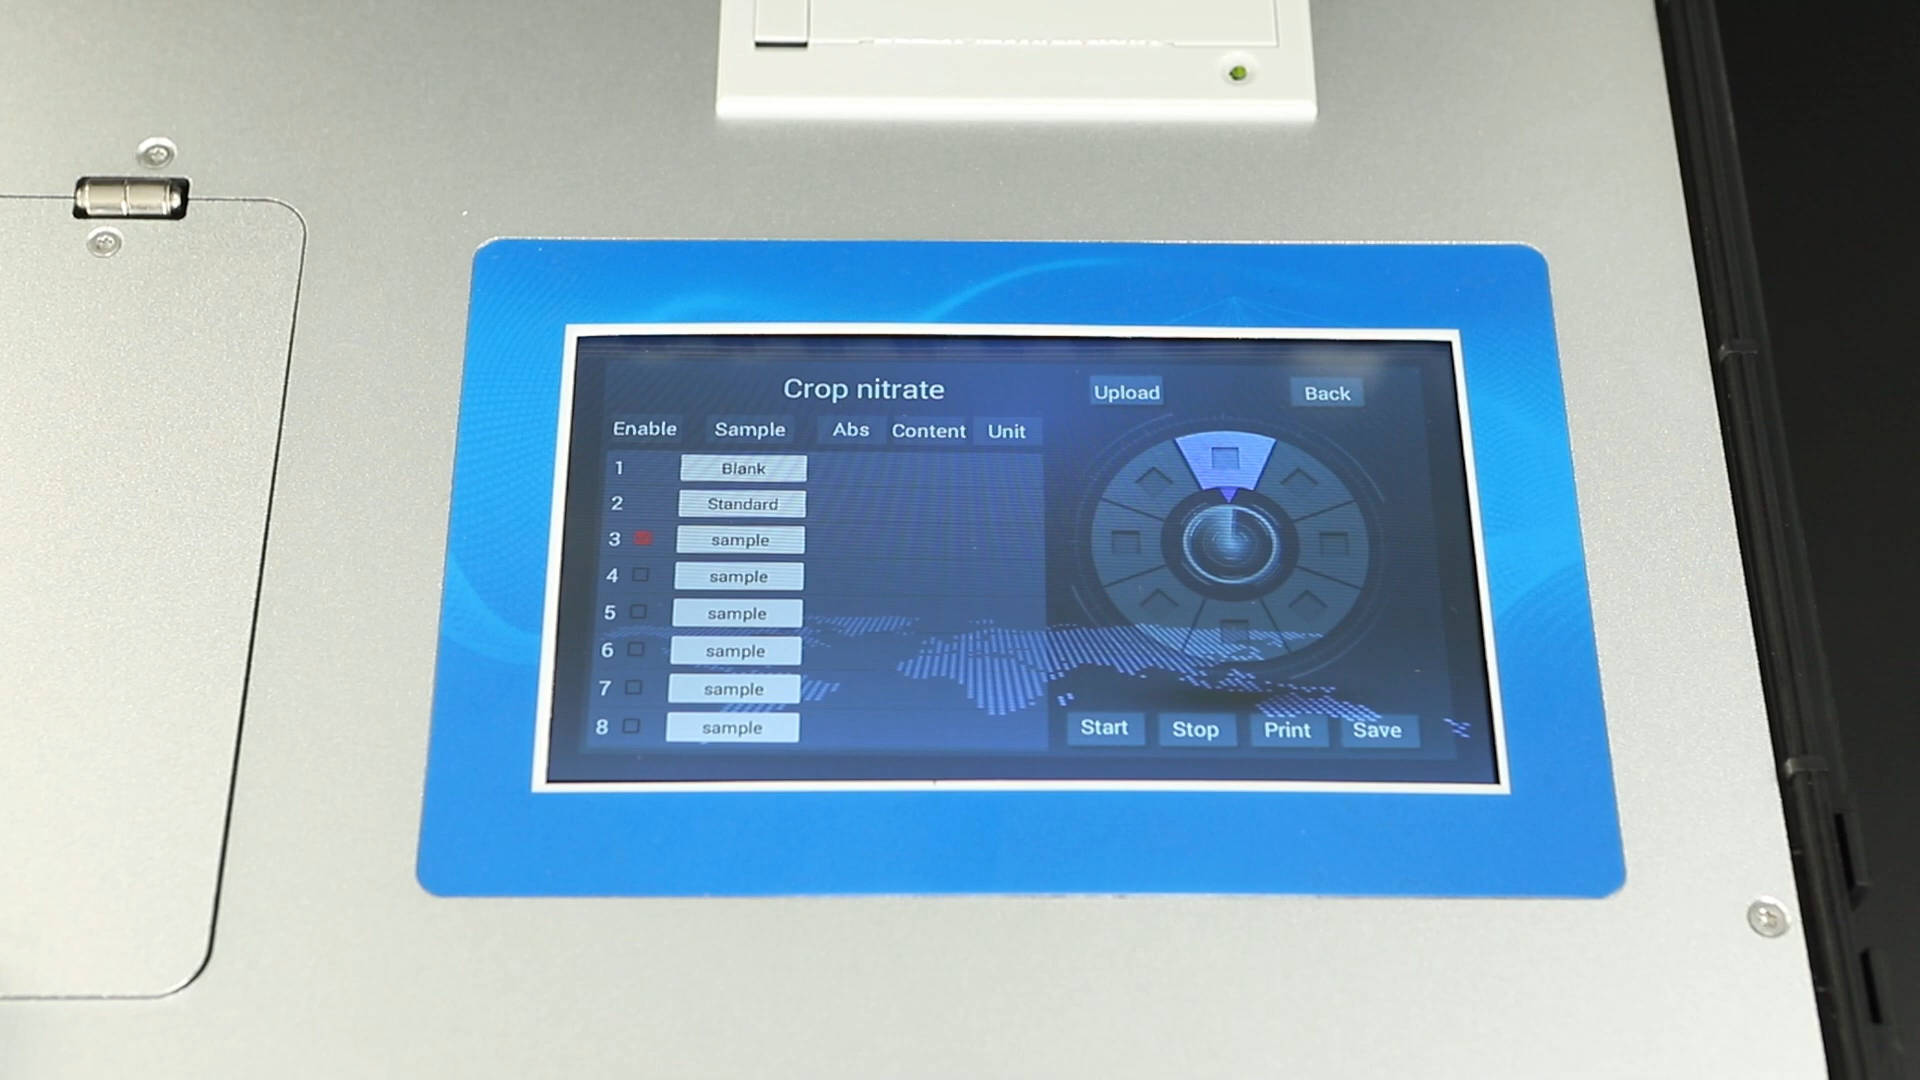 Crop nitrate Upload Back
Enable Sample Abs Content Unit
1 Blank
2 Standard
3 sample
4 sample
5 sample
6 sample
7 sample
8 sample
Start Stop Print Save